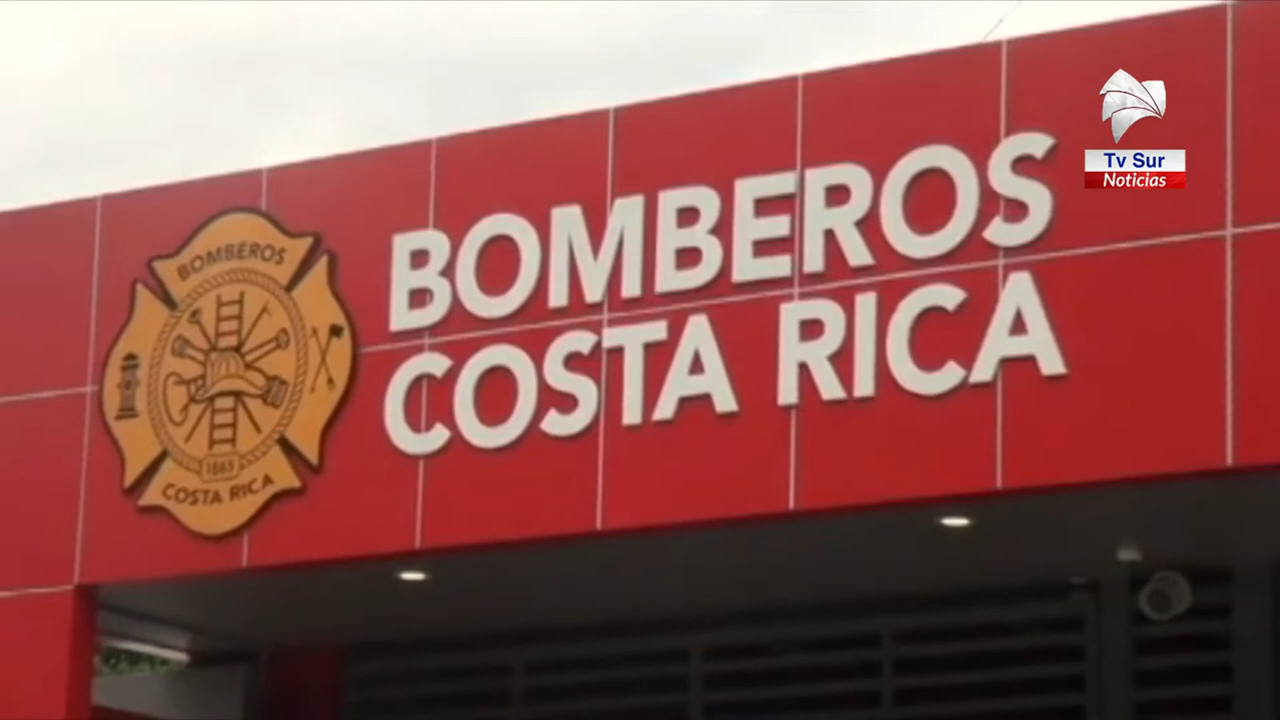 BOMBEROS
COSTA RICA
BOMBEROS
1865
COSTA RICA
Tv Sur
Noticias